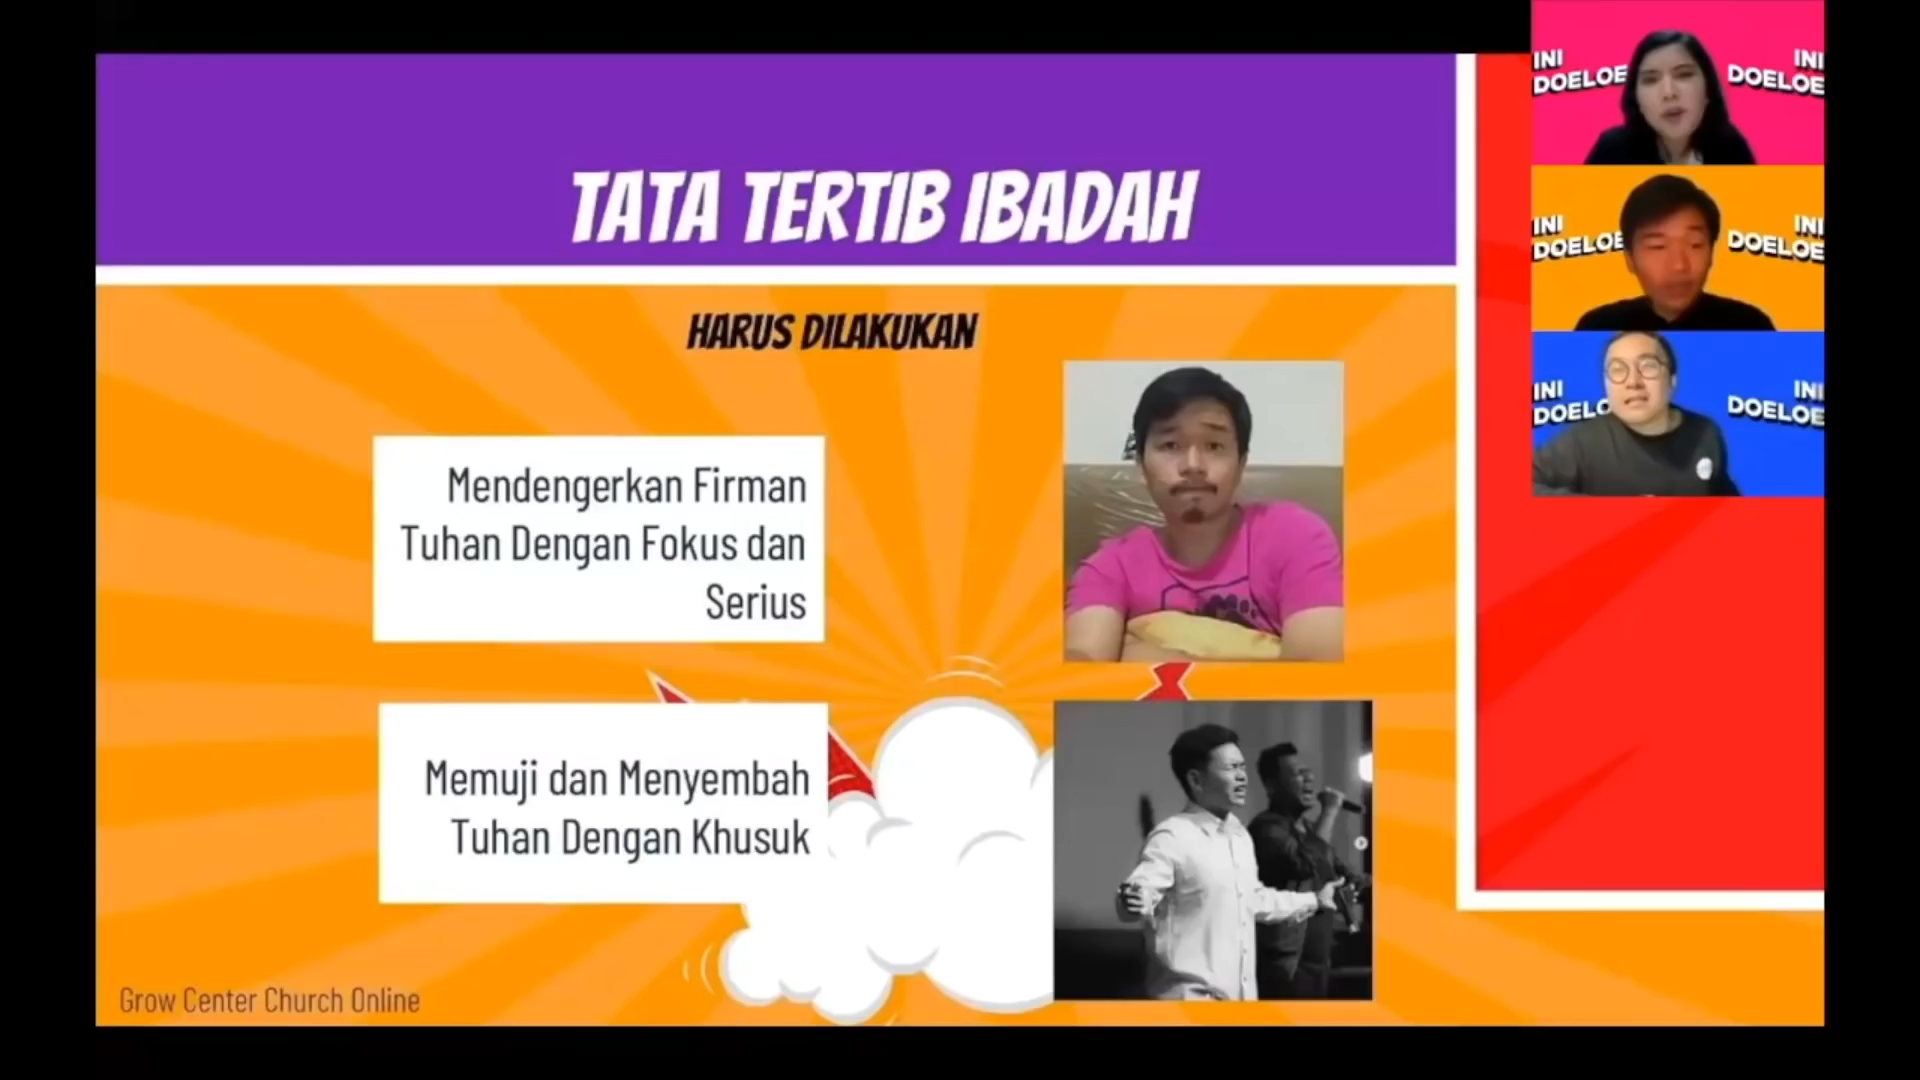 TATA TERTIB IBADAH
HARUS DILAKUKAN
Mendengerkan Firman
Tuhan Dengan Fokus dan
Serius
Memuji dan Menyembah
Tuhan Dengan Khusuk
Grow Center Church Online
INI
DOELOE
INI
DOELOE
INI
DOELOE
INI
DOELOE
INI
DOELO
INI
DOELOE